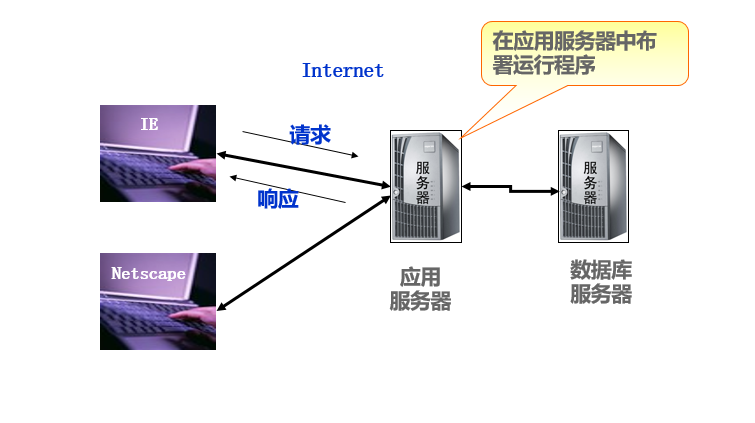 在应用服务器中布
署运行程序
Internet
IE
请求
响应
Netscape
服
务
器
服
务
器
应用
服务器
数据库
服务器